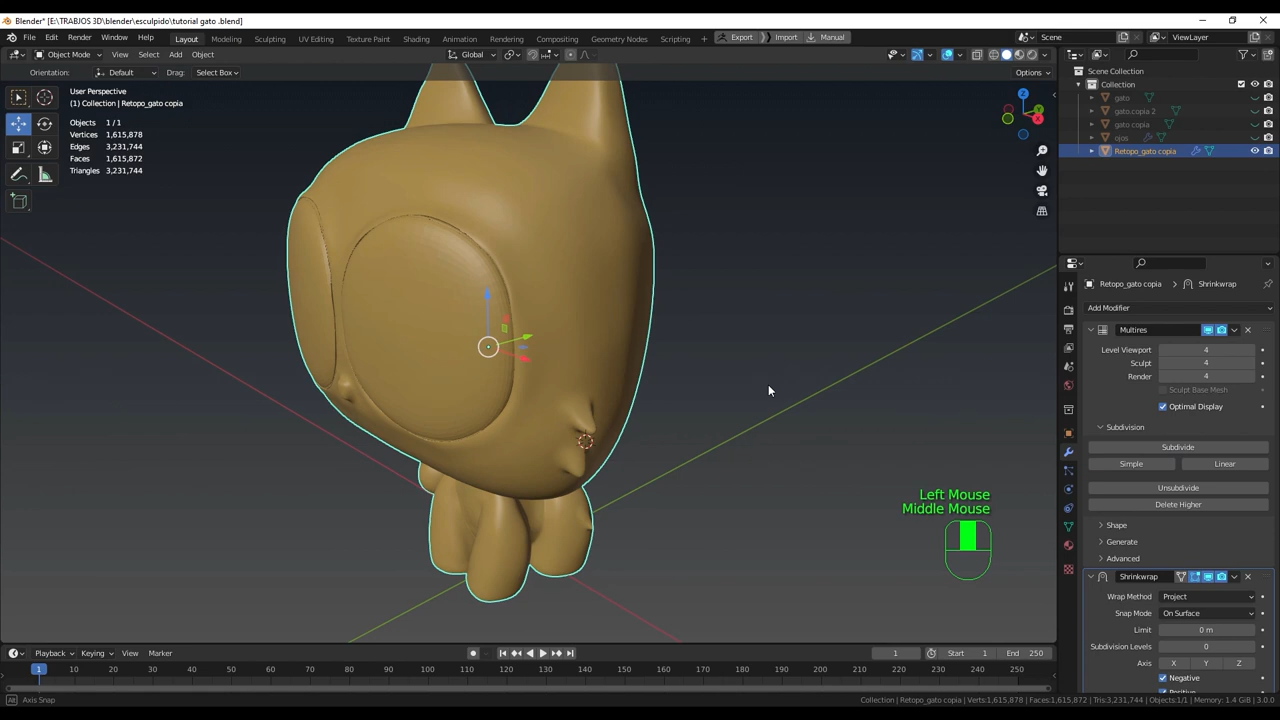 Blender* [E:\TRABJOS 3D\blender\esculpido\tutorial gato .blend]
File Edit Render Window Help Layout Modeling Sculpting UV Editing Texture Paint Shading Animation Rendering Compositing Geometry Nodes Scripting + Export Import Manual Scene ViewLayer
Object Mode View Select Add Object Global
Orientation: Default Drag: Select Box Options
User Perspective
(1) Collection | Retopo_gato copia
Objects 1/1
Vertices 1,615,878
Edges 3,231,744
Faces 1,615,872
Triangles 3,231,744
Z
Y
X
Left Mouse
Middle Mouse
Scene Collection
Collection
gato
gato.copia 2
gato copia
ojos
Retopo_gato copia
Retopo_gato copia > Shrinkwrap
Add Modifier
Multires
Level Viewport 4
Sculpt 4
Render 4
Sculpt Base Mesh
Optimal Display
Subdivision
Subdivide
Simple Linear
Unsubdivide
Delete Higher
Shape
Generate
Advanced
Shrinkwrap
Wrap Method Project
Snap Mode On Surface
Limit 0 m
Subdivision Levels 0
Axis X Y Z
Negative
Positive
Playback Keying View Marker 1 Start 1 End 250
1 10 20 30 40 50 60 70 80 90 100 110 120 130 140 150 160 170 180 190 200 210 220 230 240 250
Alt Axis Snap Collection | Retopo_gato copia | Verts:1,615,878 | Faces:1,615,872 | Tris:3,231,744 | Objects:1/1 | Memory: 1.4 GiB | 3.0.0